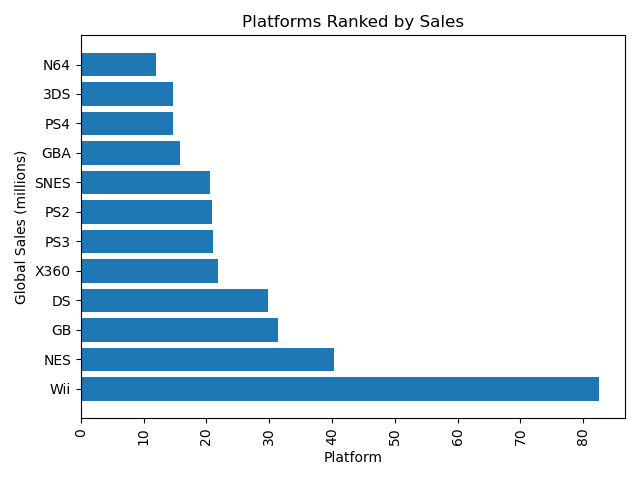 Platforms Ranked by Sales
Global Sales (millions)
N64
3DS
PS4
GBA
SNES
PS2
PS3
X360
DS
GB
NES
Wii
0
10
20
30
40
50
60
70
80
Platform